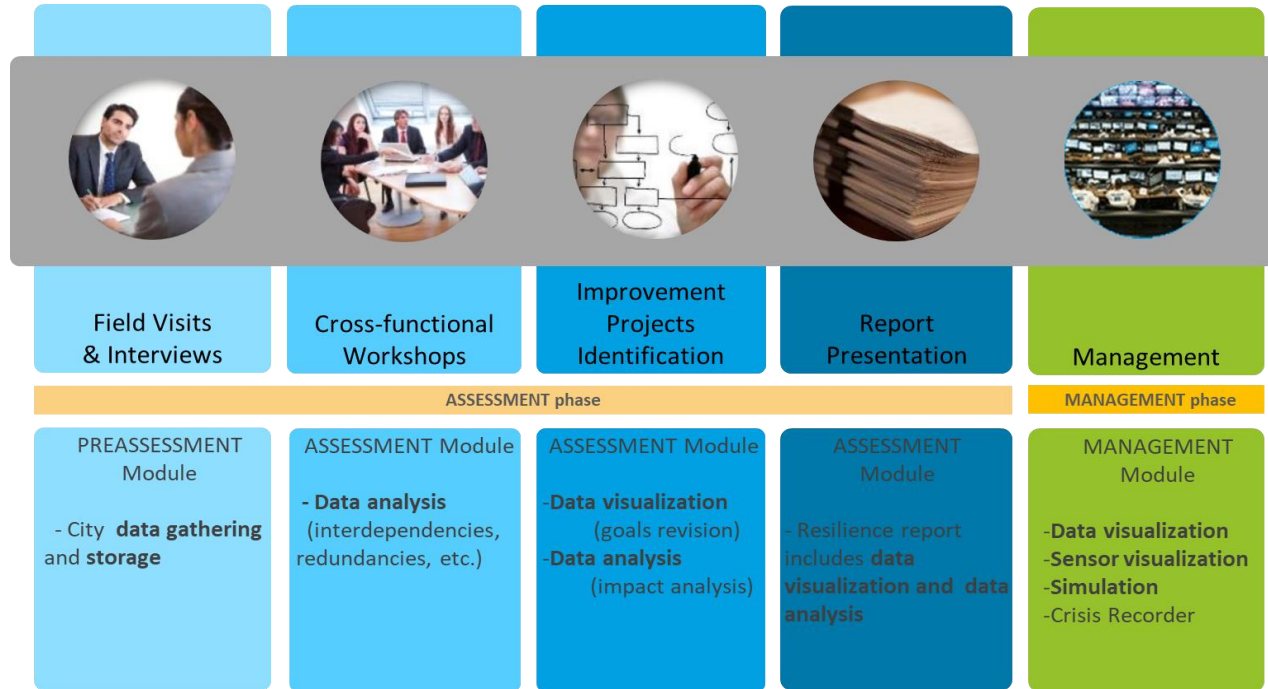 Field Visits
& Interviews
Cross-functional
Workshops
Improvement
Projects
Identification
Report
Presentation
Management
ASSESSMENT phase
MANAGEMENT phase
PREASSESSMENT
Module
- City data gathering
and storage
ASSESSMENT Module
- Data analysis
(interdependencies,
redundancies, etc.)
ASSESSMENT Module
-Data visualization
(goals revision)
-Data analysis
(impact analysis)
ASSESSMENT
Module
- Resilience report
includes data
visualization and data
analysis
MANAGEMENT
Module
-Data visualization
-Sensor visualization
-Simulation
-Crisis Recorder